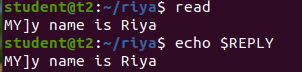 student@t2:~/riya$ read
MY]y name is Riya
student@t2:~/riya$ echo $REPLY
MY]y name is Riya